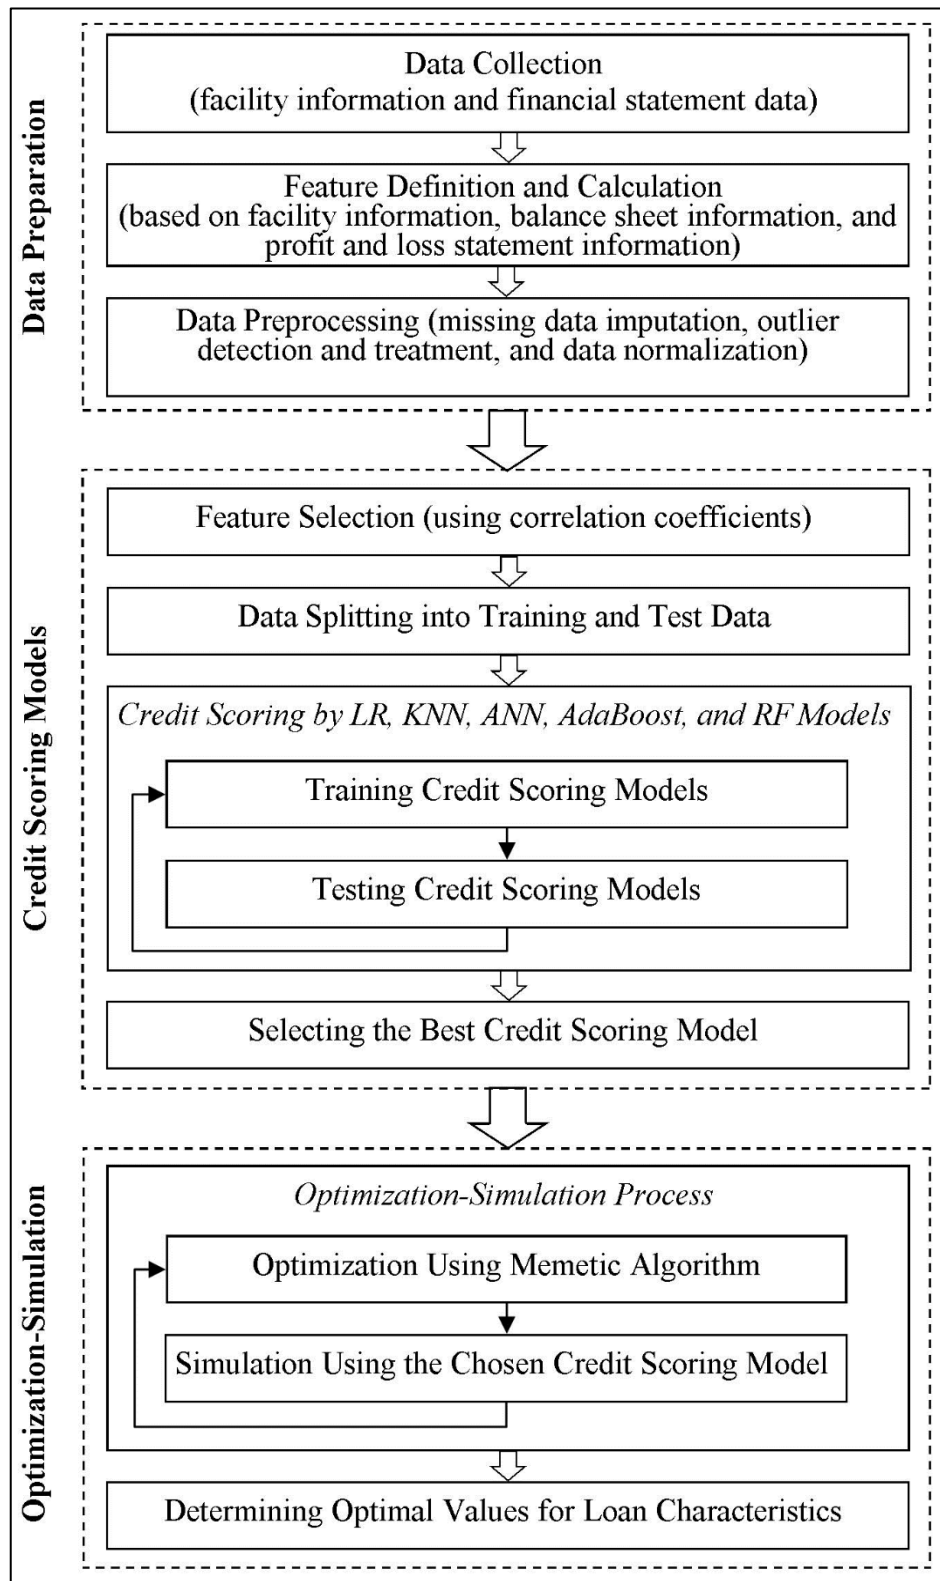 Data Preparation
Data Collection
(facility information and financial statement data)
Feature Definition and Calculation
(based on facility information, balance sheet information, and
profit and loss statement information)
Data Preprocessing (missing data imputation, outlier
detection and treatment, and data normalization)
Credit Scoring Models
Feature Selection (using correlation coefficients)
Data Splitting into Training and Test Data
Credit Scoring by LR, KNN, ANN, AdaBoost, and RF Models
Training Credit Scoring Models
Testing Credit Scoring Models
Selecting the Best Credit Scoring Model
Optimization-Simulation
Optimization-Simulation Process
Optimization Using Memetic Algorithm
Simulation Using the Chosen Credit Scoring Model
Determining Optimal Values for Loan Characteristics